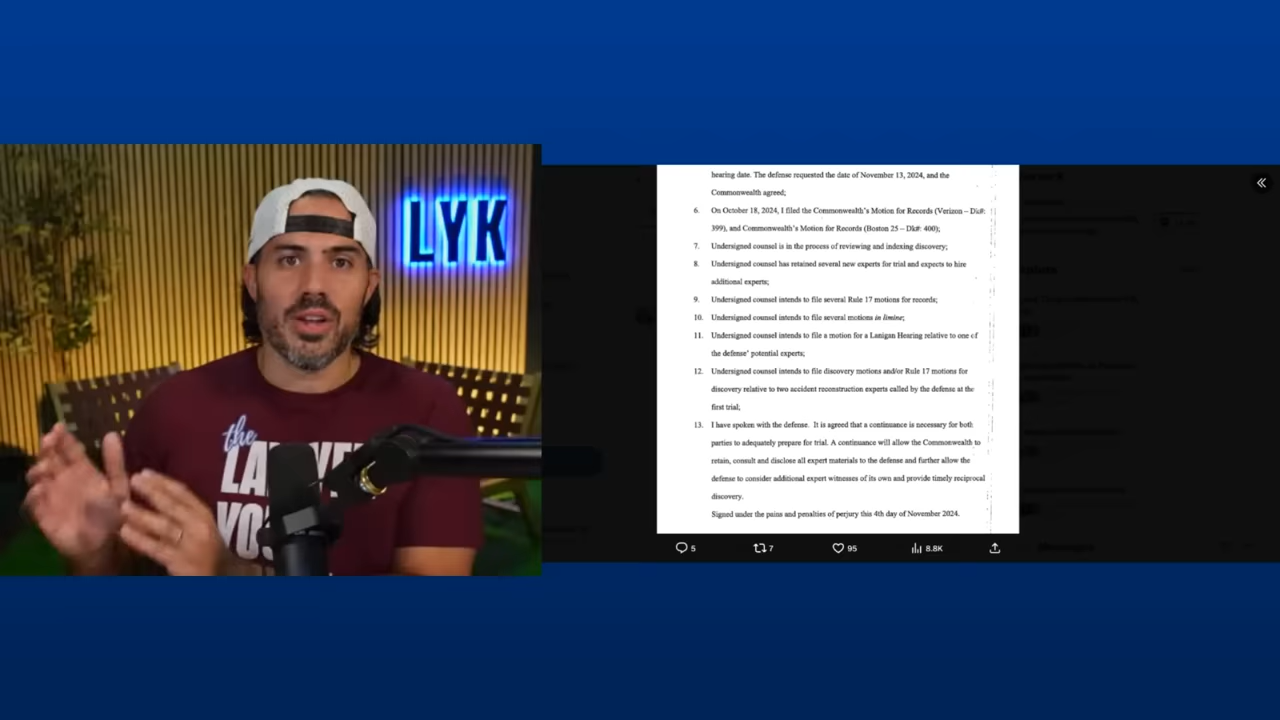 LYK
the
hearing date. The defense requested the date of November 13, 2024, and the
Commonwealth agreed;
6. On October 18, 2024, I filed the Commonwealth's Motion for Records (Verizon – Dk#:
399), and Commonwealth's Motion for Records (Boston 25 – Dk#: 400);
7. Undersigned counsel is in the process of reviewing and indexing discovery;
8. Undersigned counsel has retained several new experts for trial and expects to hire
additional experts;
9. Undersigned counsel intends to file several Rule 17 motions for records;
10. Undersigned counsel intends to file several motions in limine;
11. Undersigned counsel intends to file a motion for a Lanigan Hearing relative to one of
the defense' potential experts;
12. Undersigned counsel intends to file discovery motions and/or Rule 17 motions for
discovery relative to two accident reconstruction experts called by the defense at the
first trial;
13. I have spoken with the defense. It is agreed that a continuance is necessary for both
parties to adequately prepare for trial. A continuance will allow the Commonwealth to
retain, consult and disclose all expert materials to the defense and further allow the
defense to consider additional expert witnesses of its own and provide timely reciprocal
discovery.
Signed under the pains and penalties of perjury this 4th day of November 2024.
5 7 95 8.8K